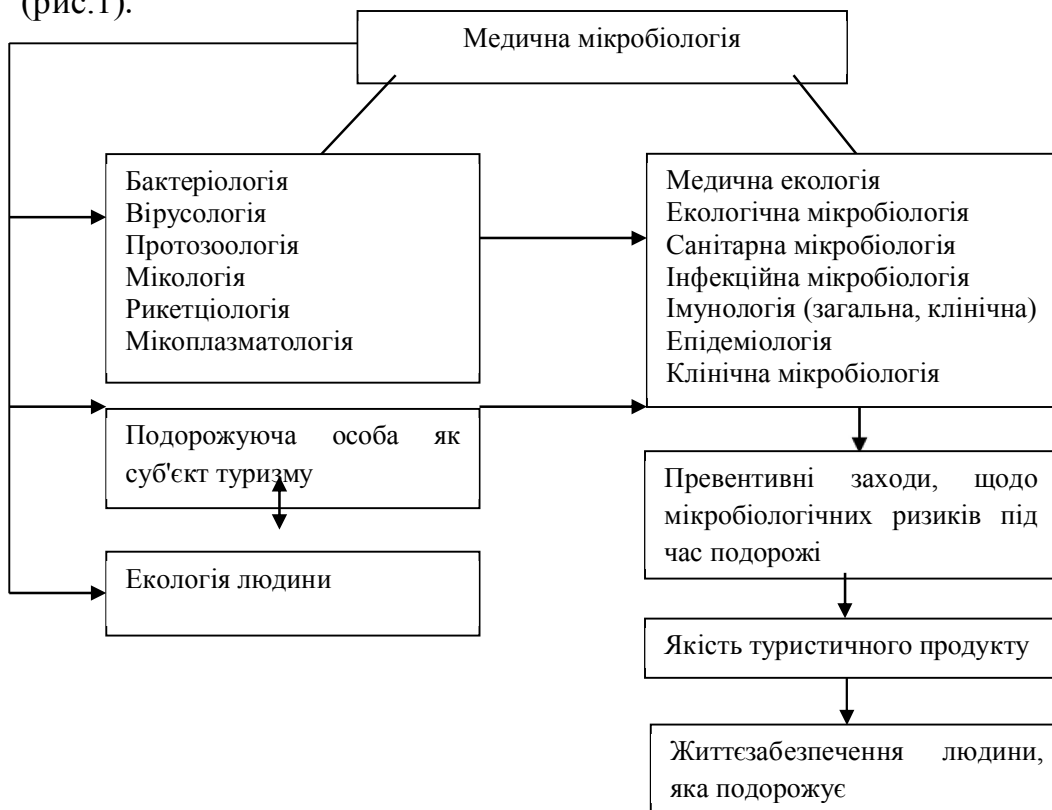 (рис.1).
Медична мікробіологія
Бактеріологія
Вірусологія
Протозоологія
Мікологія
Рикетціологія
Мікоплазматологія
Медична екологія
Екологічна мікробіологія
Санітарна мікробіологія
Інфекційна мікробіологія
Імунологія (загальна, клінічна)
Епідеміологія
Клінічна мікробіологія
Подорожуюча особа як
суб'єкт туризму
Екологія людини
Превентивні заходи, щодо
мікробіологічних ризиків під
час подорожі
Якість туристичного продукту
Життєзабезпечення людини,
яка подорожує